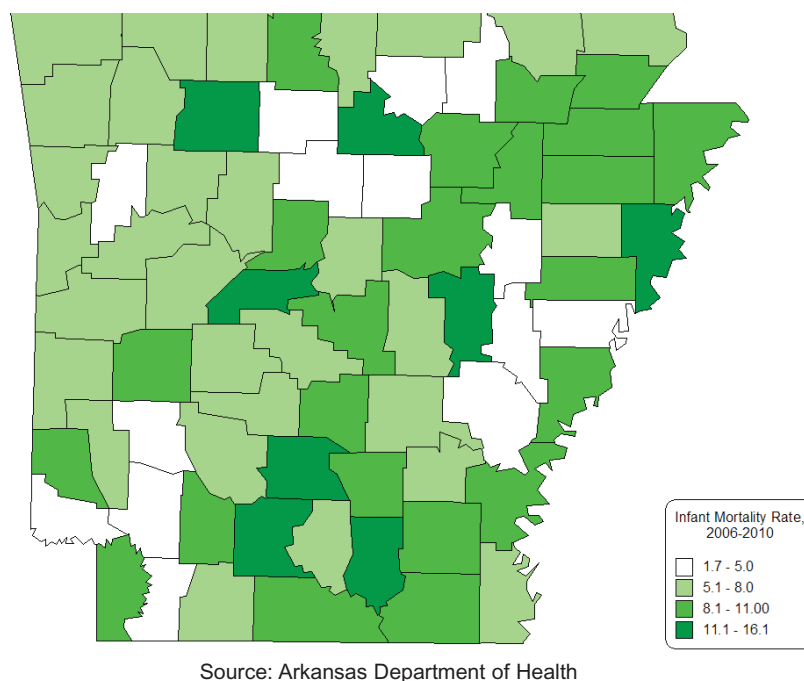 Infant Mortality Rate,
2006-2010
1.7 - 5.0
5.1 - 8.0
8.1 - 11.00
11.1 - 16.1
Source: Arkansas Department of Health